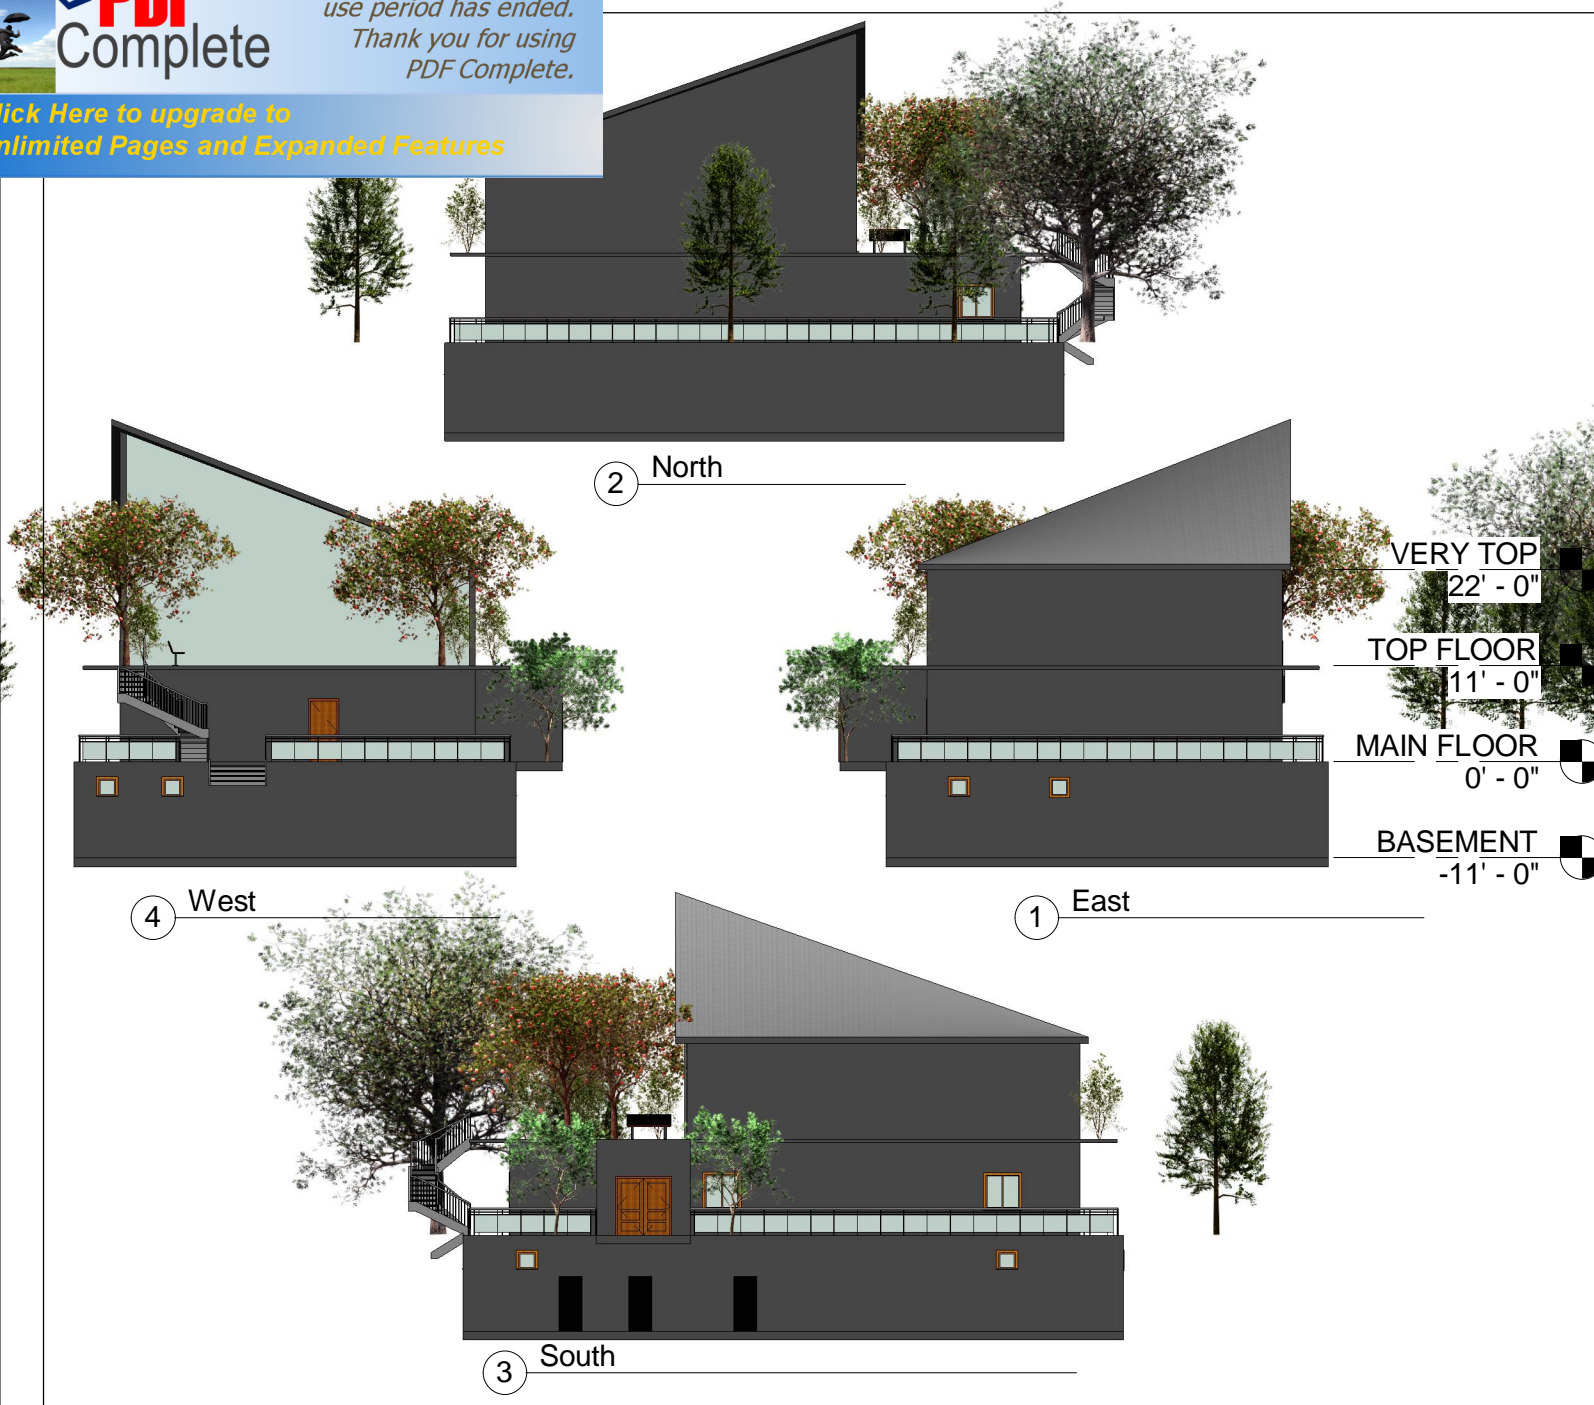 PDF
Complete
use period has ended.
Thank you for using
PDF Complete.
lick Here to upgrade to
nlimited Pages and Expanded Features
2 North
VERY TOP
22' - 0"
TOP FLOOR
11' - 0"
MAIN FLOOR
0' - 0"
BASEMENT
-11' - 0"
4 West
1 East
3 South